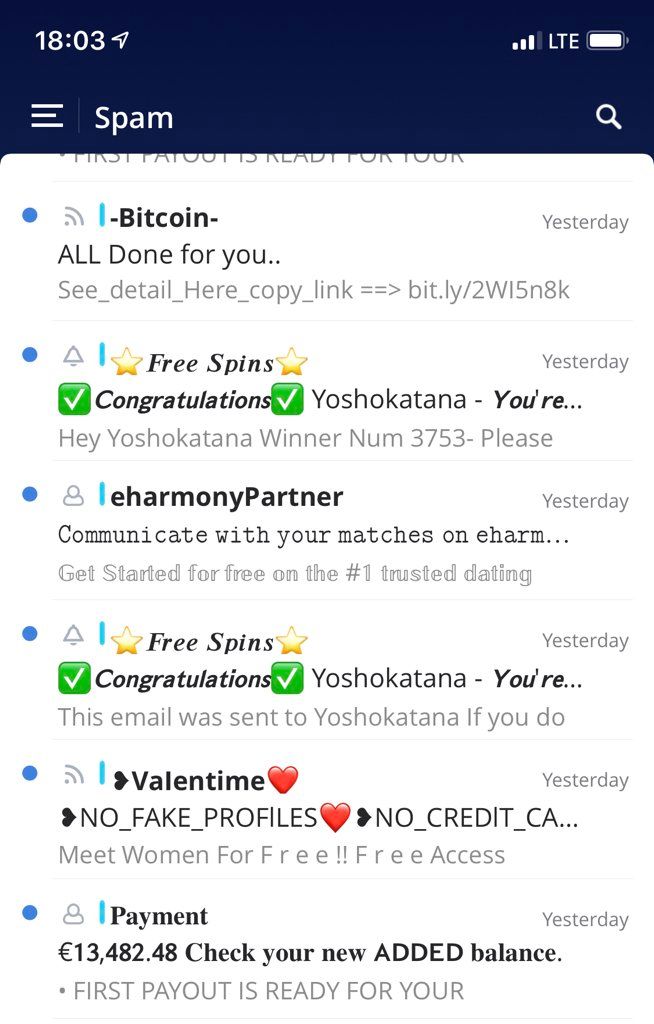 18:03 LTE
Spam
• FIRST PAYOUT IS READY FOR YOUR
-Bitcoin- Yesterday
ALL Done for you..
See_detail_Here_copy_link ==> bit.ly/2WI5n8k
⭐𝑭𝒓𝒆𝒆 𝑺𝒑𝒊𝒏𝒔⭐ Yesterday
✅𝘾𝙤𝙣𝙜𝙧𝙖𝙩𝙪𝙡𝙖𝙩𝙞𝙤𝙣𝙨✅ Yoshokatana - 𝙔𝙤𝙪'𝙧𝙚...
Hey Yoshokatana Winner Num 3753- Please
eharmonyPartner Yesterday
𝙲𝚘𝚖𝚖𝚞𝚗𝚒𝚌𝚊𝚝𝚎 𝚠𝚒𝚝𝚑 𝚢𝚘𝚞𝚛 𝚖𝚊𝚝𝚌𝚑𝚎𝚜 𝚘𝚗 𝚎𝚑𝚊𝚛𝚖...
𝔾𝕖𝕥 𝕊𝕥𝕒𝕣𝕥𝕖𝕕 𝕗𝕠𝕣 𝕗𝕣𝕖𝕖 𝕠𝕟 𝕥𝕙𝕖 #𝟙 𝕥𝕣𝕦𝕤𝕥𝕖𝕕 𝕕𝕒𝕥𝕚𝕟𝕘
⭐𝑭𝒓𝒆𝒆 𝑺𝒑𝒊𝒏𝒔⭐ Yesterday
✅𝘾𝙤𝙣𝙜𝙧𝙖𝙩𝙪𝙡𝙖𝙩𝙞𝙤𝙣𝙨✅ Yoshokatana - 𝙔𝙤𝙪'𝙧𝙚...
This email was sent to Yoshokatana If you do
❥Valentime❤️ Yesterday
❥NO_FAKE_PROFlLES❤️❥NO_CREDlT_CA...
Meet Women For F r e e !! F r e e Access
𝐏𝐚𝐲𝐦𝐞𝐧𝐭 Yesterday
€13,482.48 𝐂𝐡𝐞𝐜𝐤 𝐲𝐨𝐮𝐫 𝐧𝐞𝐰 ADDED 𝐛𝐚𝐥𝐚𝐧𝐜𝐞.
• FIRST PAYOUT IS READY FOR YOUR